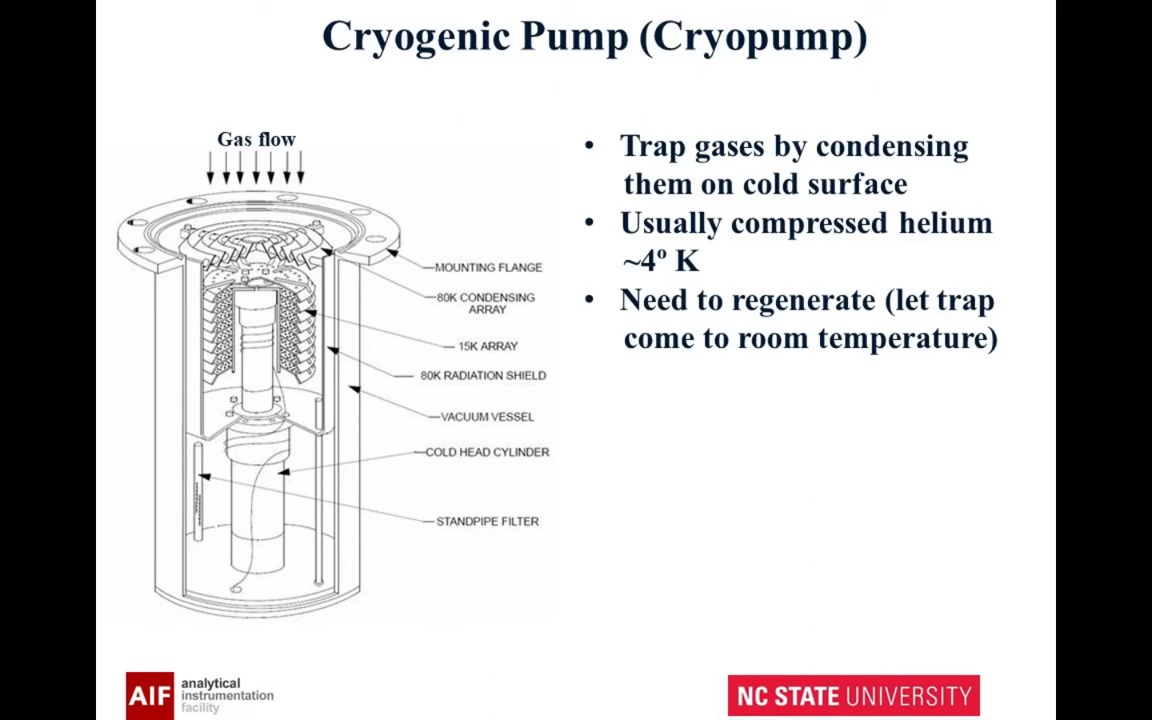 Cryogenic Pump (Cryopump)
Gas flow
MOUNTING FLANGE
80K CONDENSING
ARRAY
15K ARRAY
80K RADIATION SHIELD
VACUUM VESSEL
COLD HEAD CYLINDER
STANDPIPE FILTER
• Trap gases by condensing
them on cold surface
• Usually compressed helium
~4º K
• Need to regenerate (let trap
come to room temperature)
AIF analytical
instrumentation
facility
NC STATE UNIVERSITY